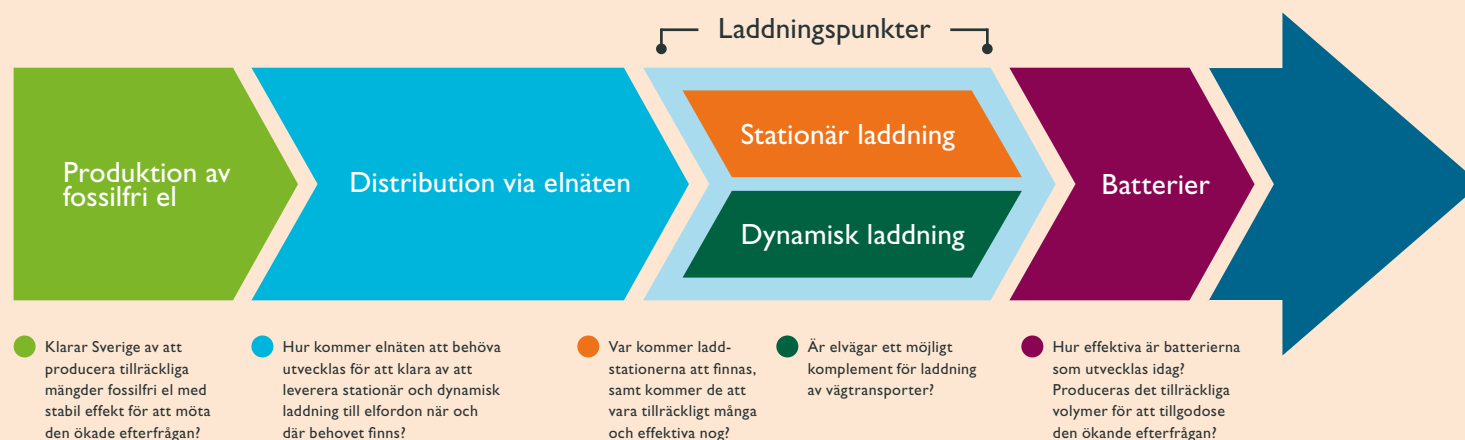 Laddningspunkter
Produktion av
fossilfri el
Distribution via elnäten
Stationär laddning
Dynamisk laddning
Batterier
Klarar Sverige av att
producera tillräckliga
mängder fossilfri el med
stabil effekt för att möta
den ökade efterfrågan?
Hur kommer elnäten att behöva
utvecklas för att klara av att
leverera stationär och dynamisk
laddning till elfordon när och
där behovet finns?
Var kommer ladd-
stationerna att finnas,
samt kommer de att
vara tillräckligt många
och effektiva nog?
Är elvägar ett möjligt
komplement för laddning
av vägtransporter?
Hur effektiva är batterierna
som utvecklas idag?
Produceras det tillräckliga
volymer för att tillgodose
den ökande efterfrågan?